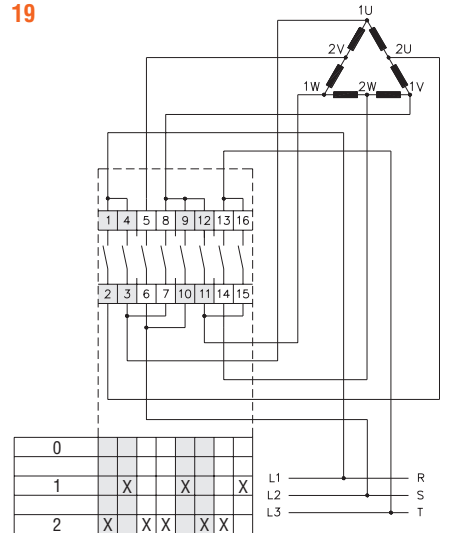 19
1U
2V 2U
1W 2W 1V
1 4 5 8 9 12 13 16
2 3 6 7 10 11 14 15
0
1 X X X
L1 R
L2 S
L3 T
2 X X X X X